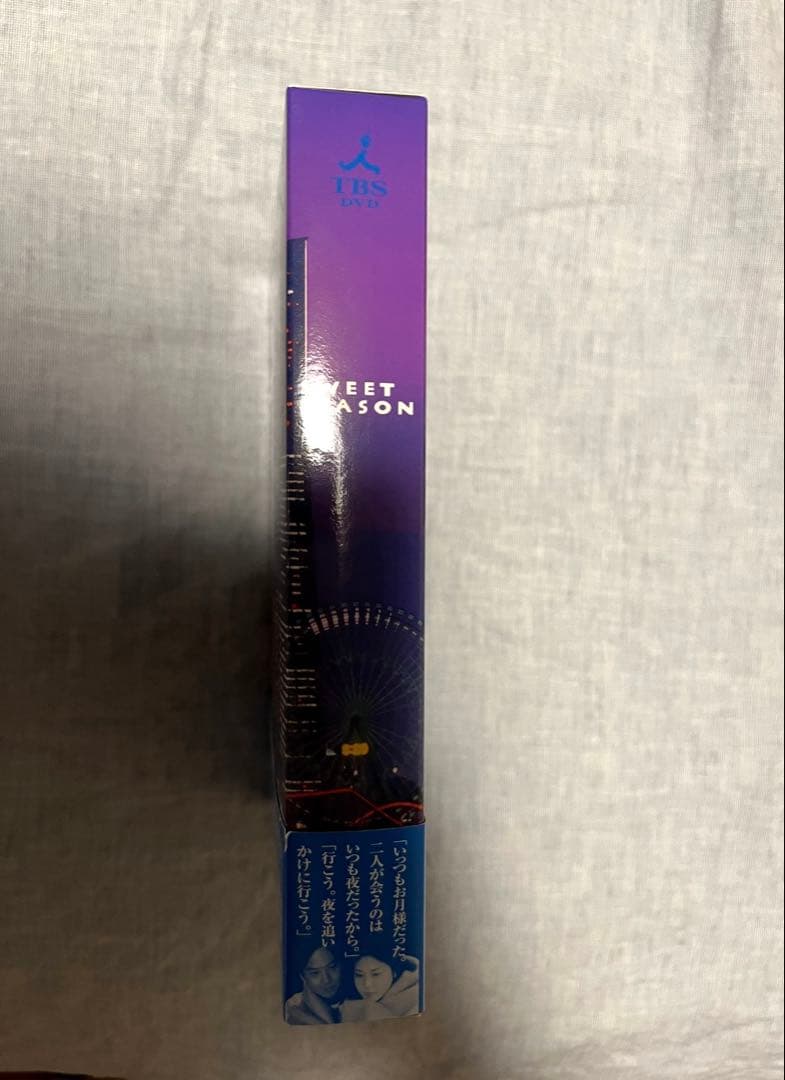 TBS
DVD
WEET
ASON
「いつもお月様だった。
二人が会うのは
いつも夜だったから。」
「行こう。夜を追い
かけに行こう。」